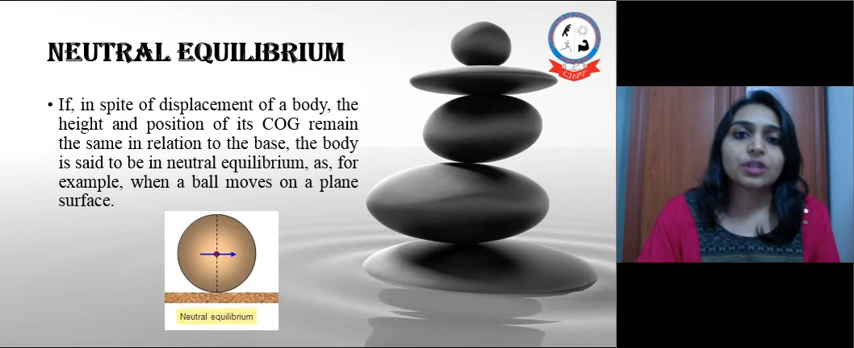 NEUTRAL EQUILIBRIUM
• If, in spite of displacement of a body, the
height and position of its COG remain
the same in relation to the base, the body
is said to be in neutral equilibrium, as, for
example, when a ball moves on a plane
surface.
Neutral equilibrium